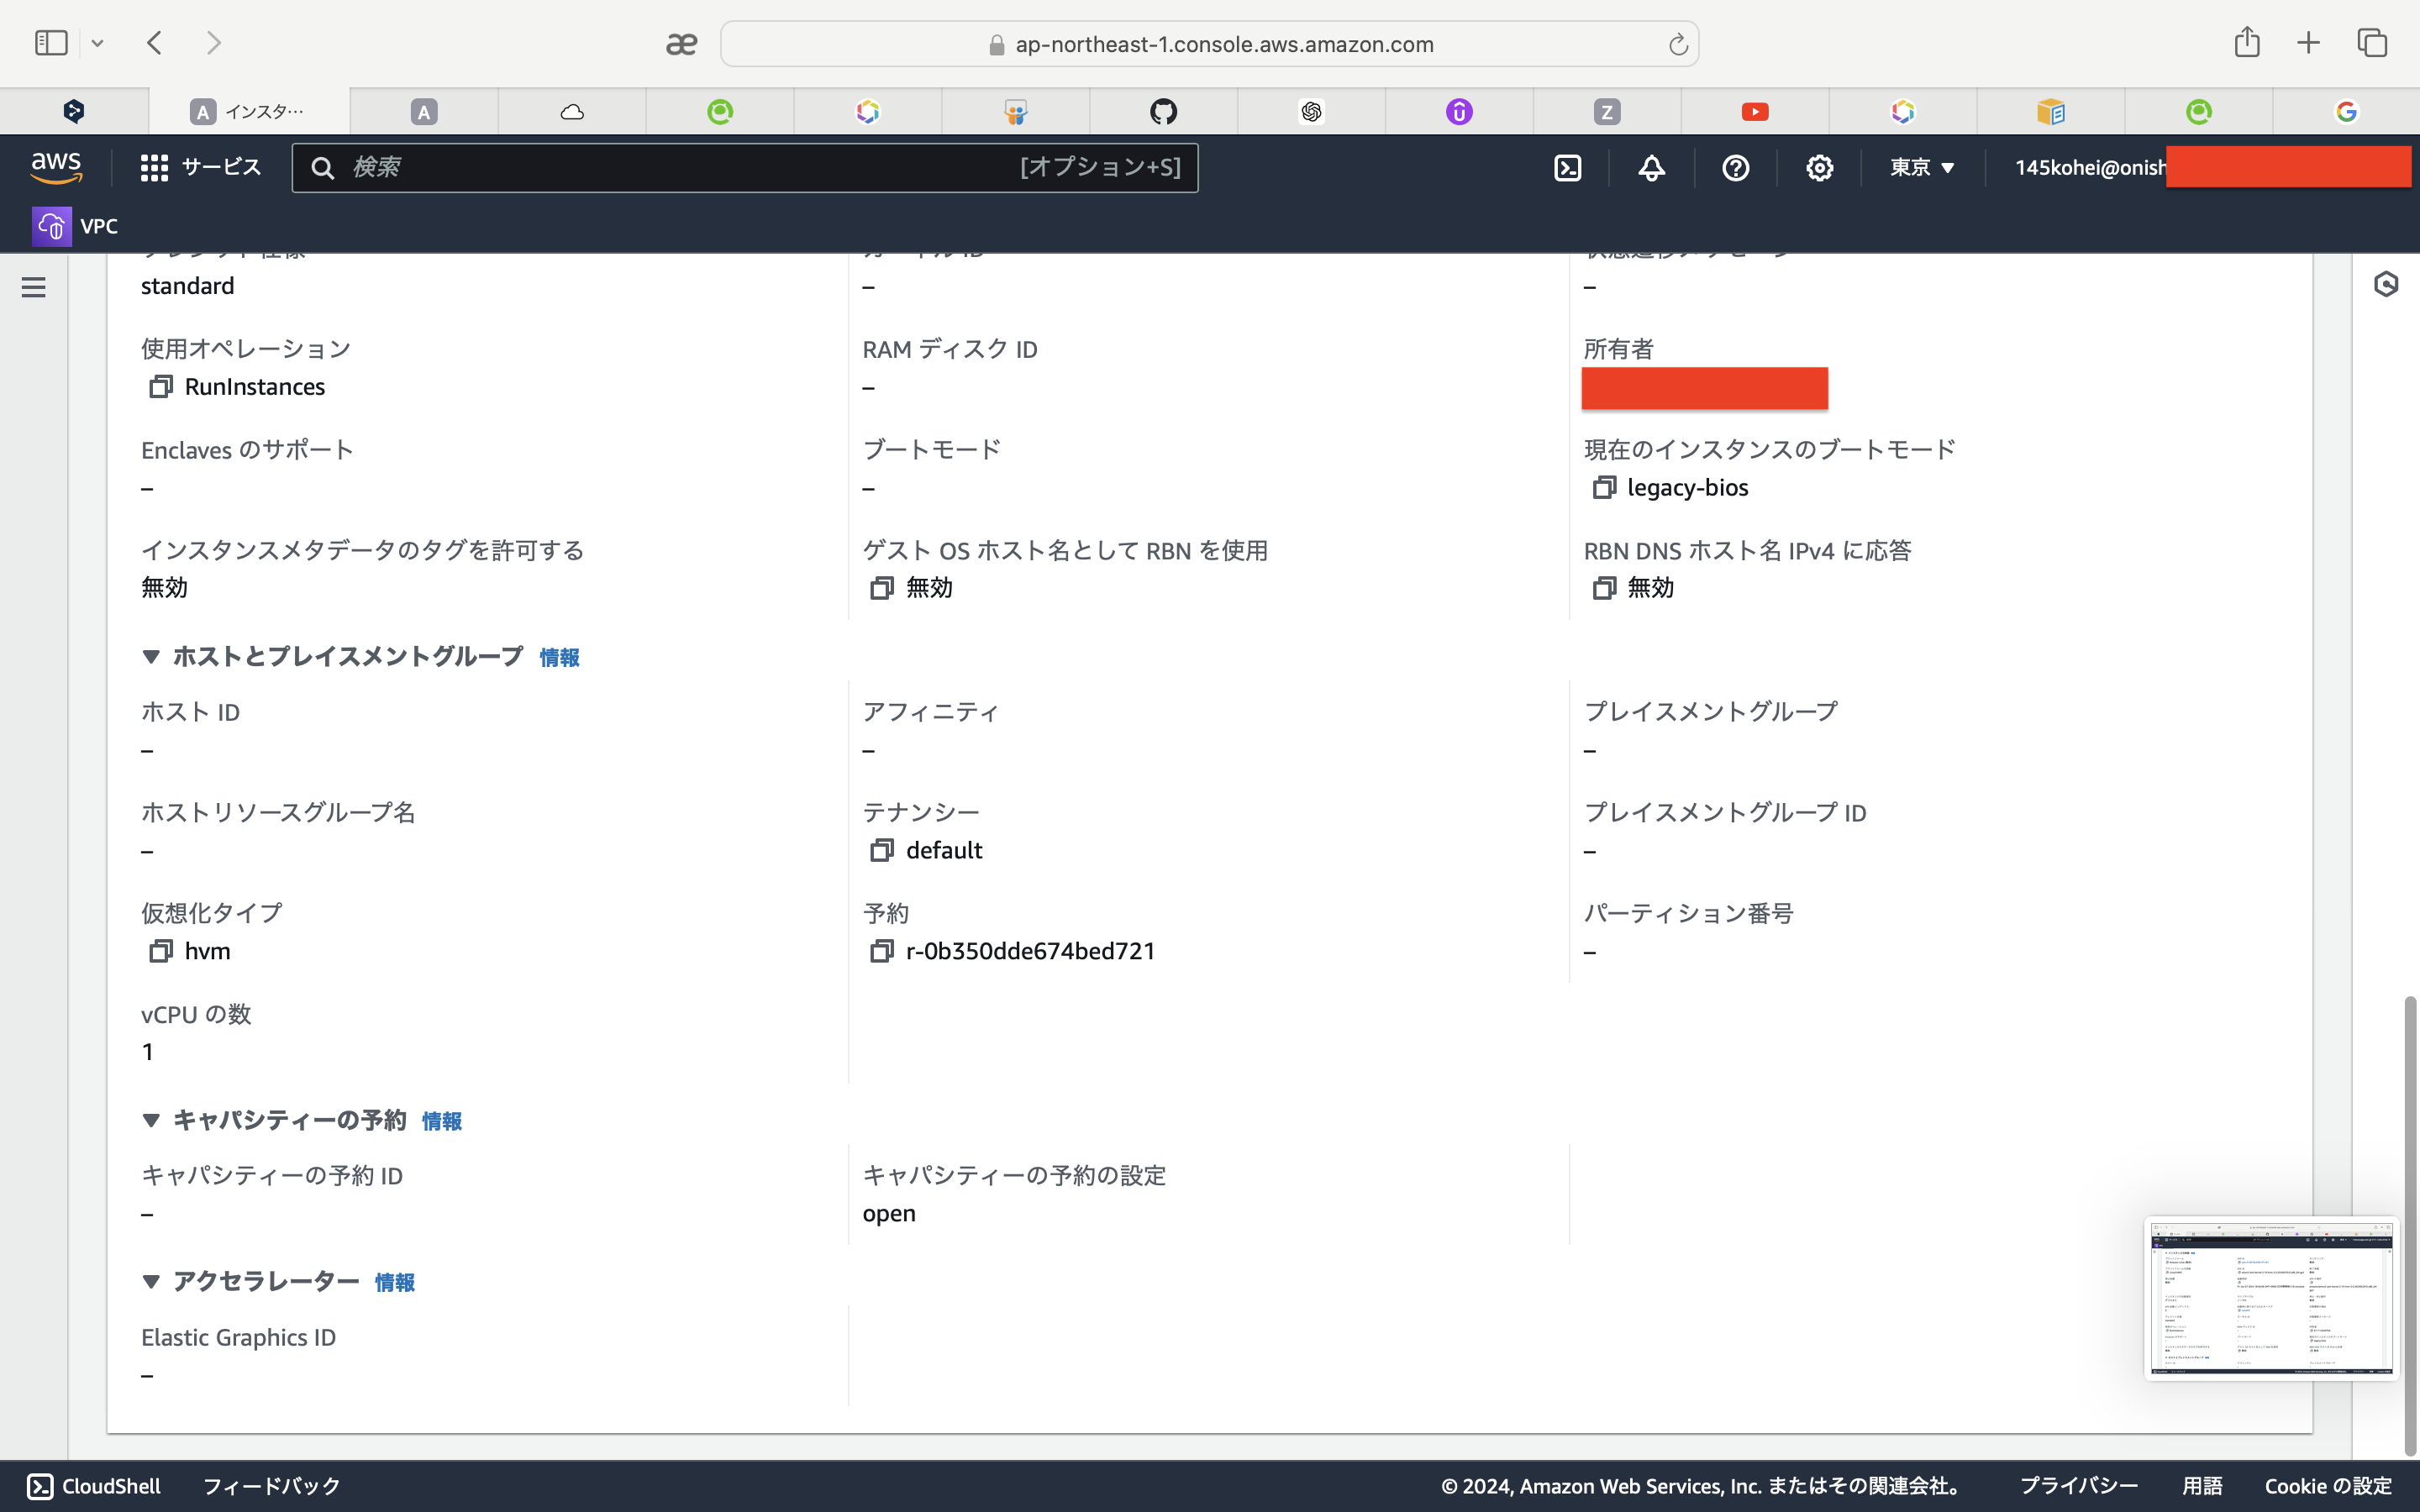 ap-northeast-1.console.aws.amazon.com
A インスタ…
A
Z
aws サービス 検索 [オプション+S] 東京 ▼ 145kohei@onish
VPC
standard – –
使用オペレーション RAM ディスク ID 所有者
RunInstances –
Enclaves のサポート ブートモード 現在のインスタンスのブートモード
– – legacy-bios
インスタンスメタデータのタグを許可する ゲスト OS ホスト名として RBN を使用 RBN DNS ホスト名 IPv4 に応答
無効 無効 無効
▼ ホストとプレイスメントグループ 情報
ホスト ID アフィニティ プレイスメントグループ
– – –
ホストリソースグループ名 テナンシー プレイスメントグループ ID
– default –
仮想化タイプ 予約 パーティション番号
hvm r-0b350dde674bed721 –
vCPU の数
1
▼ キャパシティーの予約 情報
キャパシティーの予約 ID キャパシティーの予約の設定
– open
▼ アクセラレーター 情報
Elastic Graphics ID
–
CloudShell フィードバック © 2024, Amazon Web Services, Inc. またはその関連会社。 プライバシー 用語 Cookie の設定